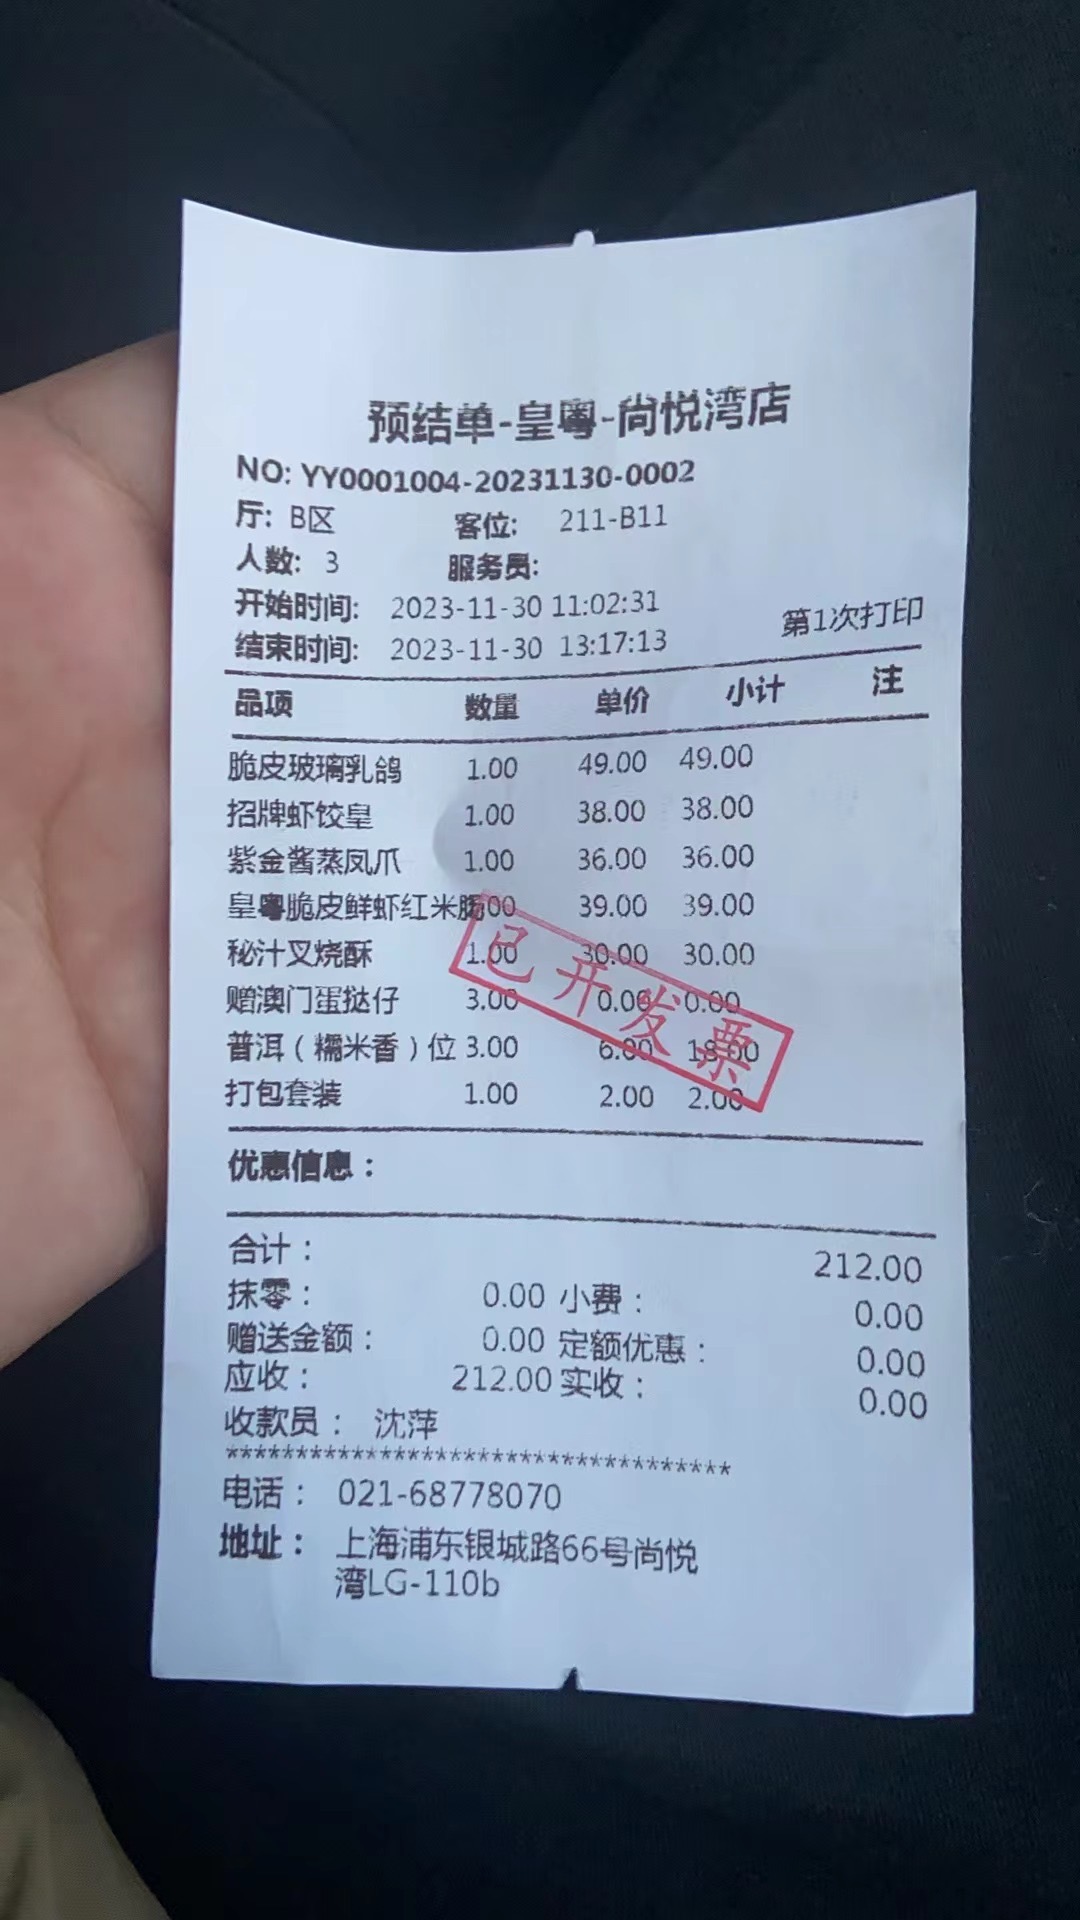 预结单-皇粤-尚悦湾店
NO: YY0001004-20231130-0002
厅: B区 客位: 211-B11
人数: 3 服务员:
开始时间: 2023-11-30 11:02:31
第1次打印
结束时间: 2023-11-30 13:17:13
品项 数量 单价 小计 注
脆皮玻璃乳鸽 1.00 49.00 49.00
招牌虾饺皇 1.00 38.00 38.00
紫金酱蒸凤爪 1.00 36.00 36.00
皇粤脆皮鲜虾红米肠 00 39.00 39.00
秘汁叉烧酥 1.00 30.00 30.00
赠澳门蛋挞仔 3.00 0.00 0.00
普洱（糯米香）位 3.00 6.00 18.00
打包套装 1.00 2.00 2.00
已开发票
优惠信息：
合计： 212.00
抹零： 0.00 小费： 0.00
赠送金额： 0.00 定额优惠： 0.00
应收： 212.00 实收： 0.00
收款员： 沈萍
************************************
电话： 021-68778070
地址： 上海浦东银城路66号尚悦
湾LG-110b